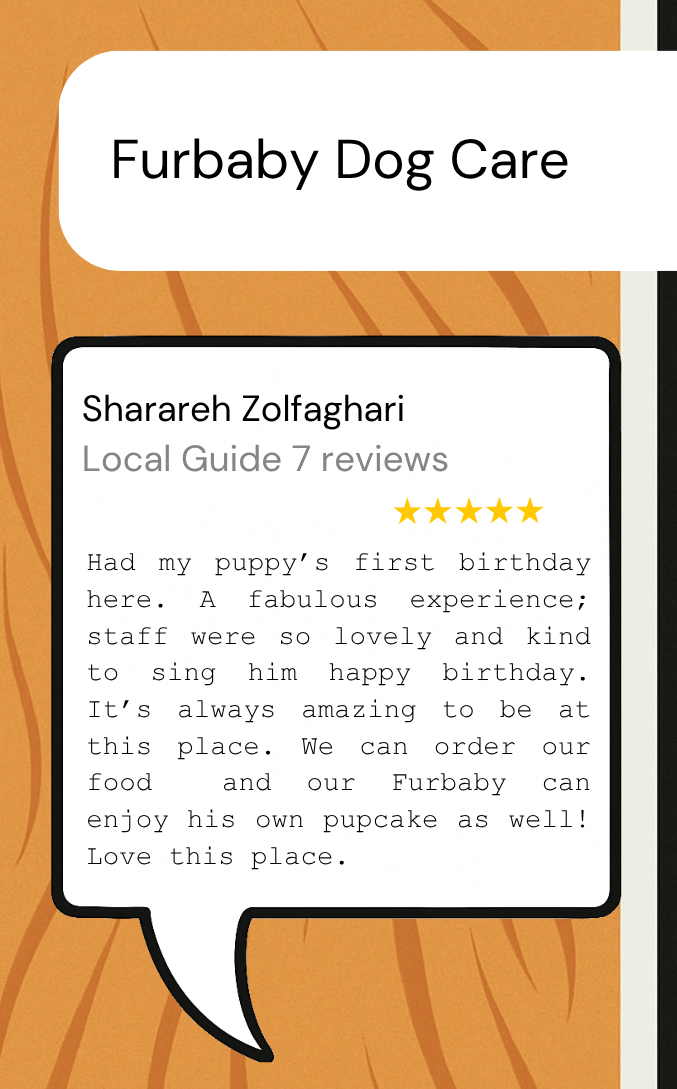 Furbaby Dog Care
Sharareh Zolfaghari
Local Guide 7 reviews
★★★★★
Had my puppy’s first birthday
here. A fabulous experience;
staff were so lovely and kind
to sing him happy birthday.
It’s always amazing to be at
this place. We can order our
food and our Furbaby can
enjoy his own pupcake as well!
Love this place.